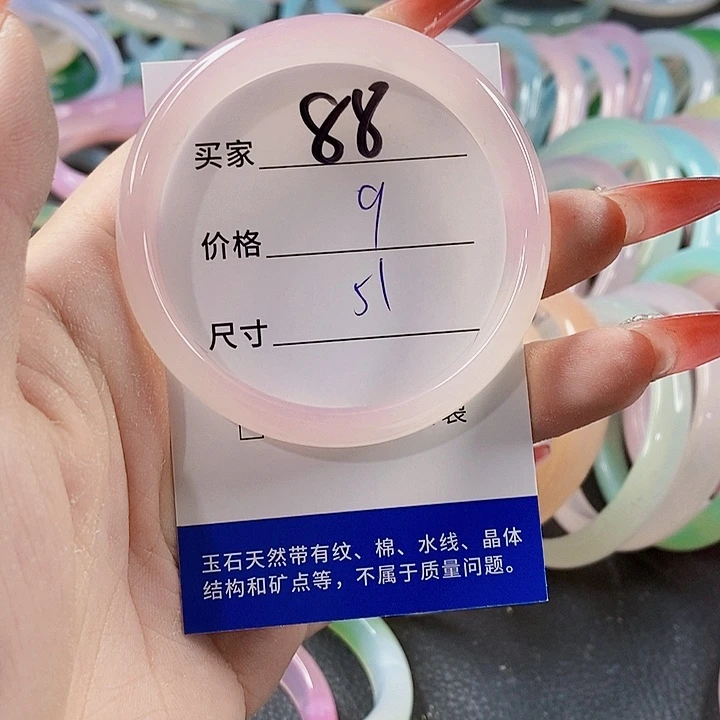 买家 88
价格 9
尺寸 51
袋
玉石天然带有纹、棉、水线、晶体
结构和矿点等，不属于质量问题。